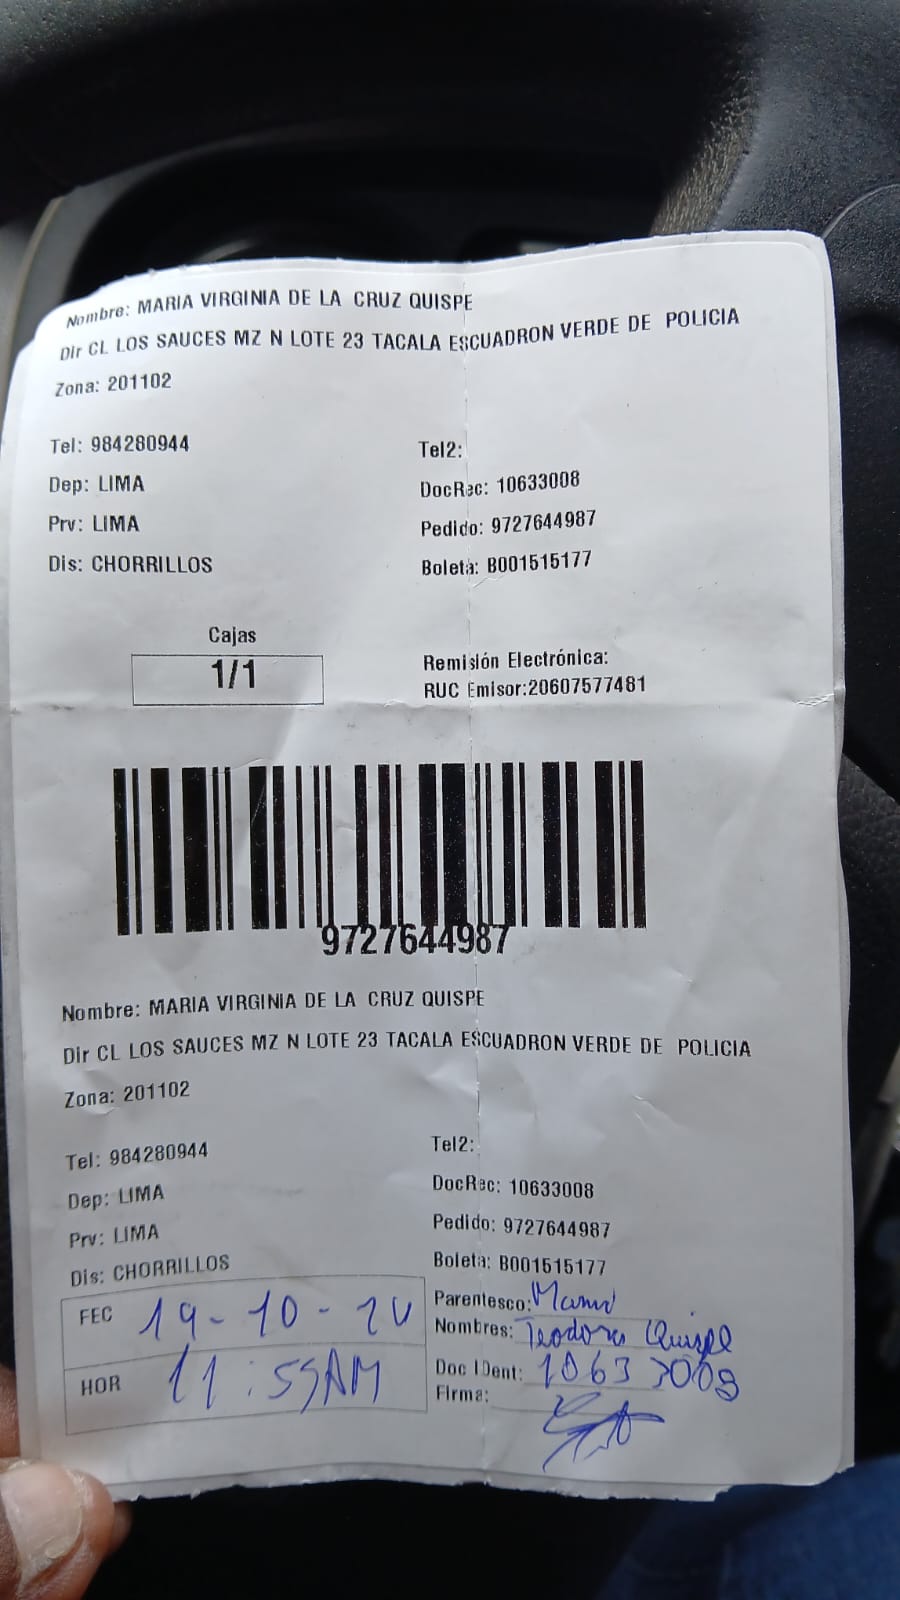 Nombre: MARIA VIRGINIA DE LA CRUZ QUISPE
Dir CL LOS SAUCES MZ N LOTE 23 TACALA ESCUADRON VERDE DE POLICIA
Zona: 201102
Tel: 984280944 Tel2:
Dep: LIMA DocRec: 10633008
Prv: LIMA Pedido: 9727644987
Dis: CHORRILLOS Boleta: B001515177
Cajas
1/1
Remisión Electrónica:
RUC Emisor:20607577481
9727644987
Nombre: MARIA VIRGINIA DE LA CRUZ QUISPE
Dir CL LOS SAUCES MZ N LOTE 23 TACALA ESCUADRON VERDE DE POLICIA
Zona: 201102
Tel: 984280944 Tel2:
Dep: LIMA DocRec: 10633008
Prv: LIMA Pedido: 9727644987
Dis: CHORRILLOS Boleta: B001515177
FEC 19-10-24
HOR 11:55AM
Parentesco: Mamá
Nombres: Teodora Quispe
Doc IDent: 10633008
Firma: